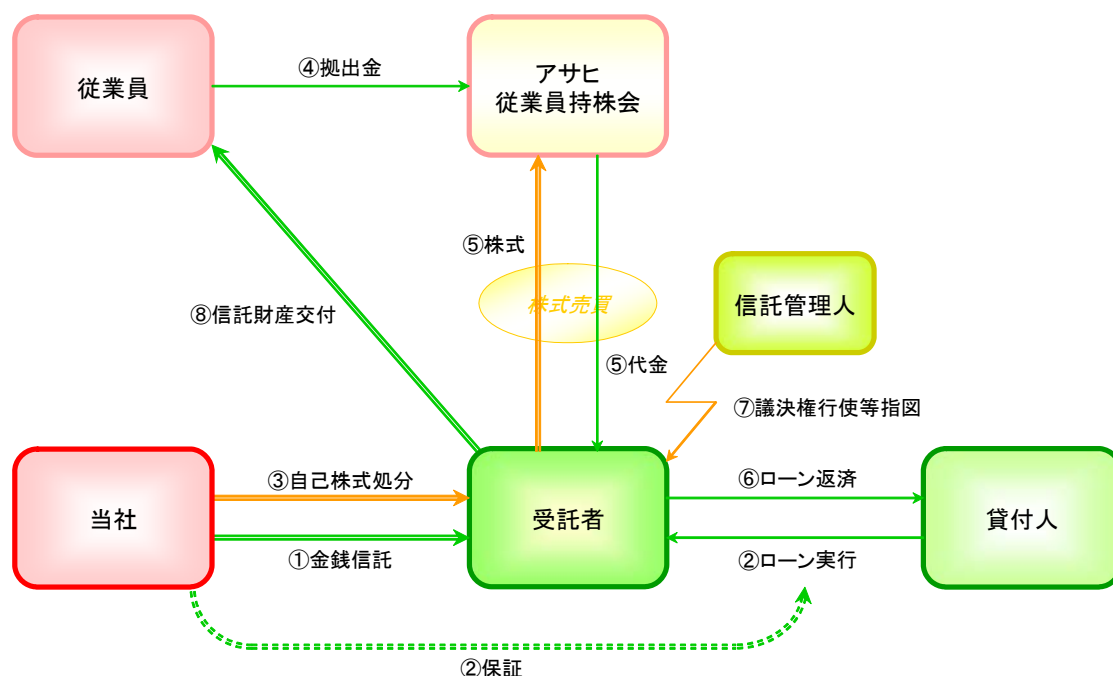 従業員
④拠出金
アサヒ
従業員持株会
⑤株式
株式売買
信託管理人
⑧信託財産交付
⑤代金
⑦議決権行使等指図
当社
③自己株式処分
①金銭信託
受託者
⑥ローン返済
②ローン実行
貸付人
②保証